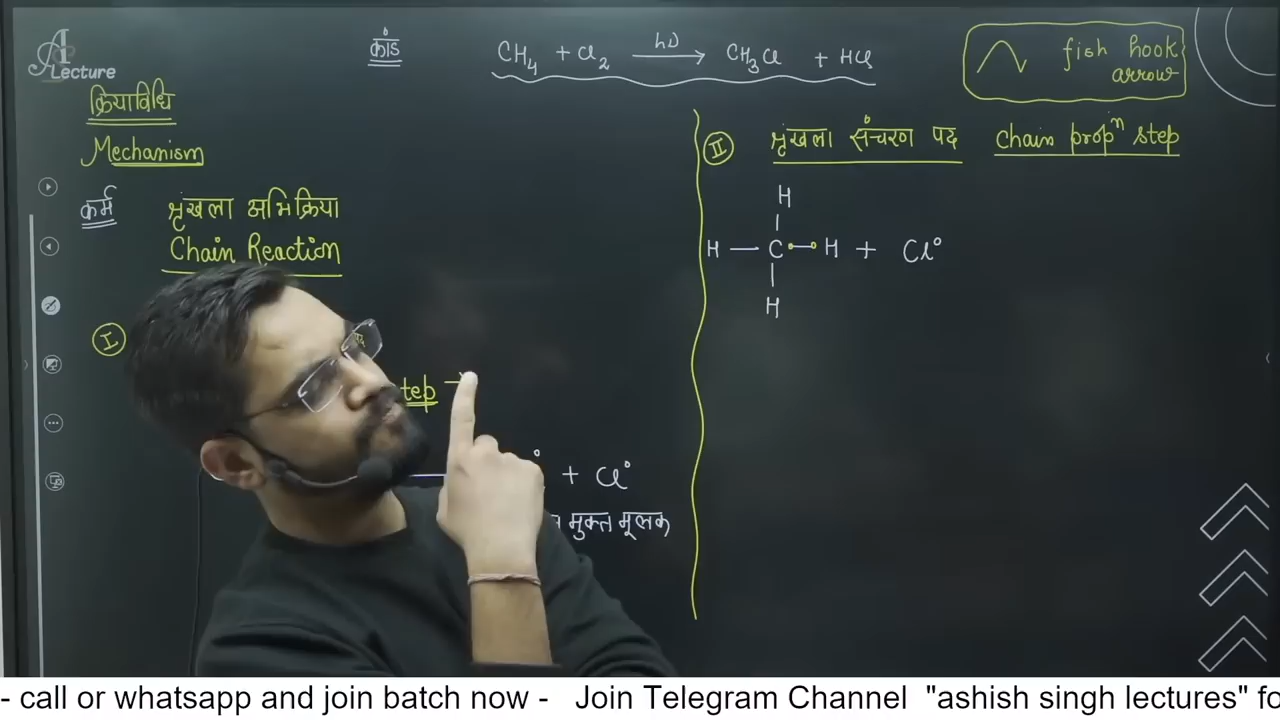 A Lecture
कांड
CH₄ + Cl₂ hν→ CH₃Cl + HCl
fish hook
arrow
क्रियाविधि
Mechanism
कर्म
श्रृंखला अभिक्रिया
Chain Reaction
I
tep →
+ Cl°
मुक्त मूलक
II श्रृंखला संचरण पद Chain propⁿ step
H
H — C — H + Cl°
H
- call or whatsapp and join batch now - Join Telegram Channel "ashish singh lectures" fo